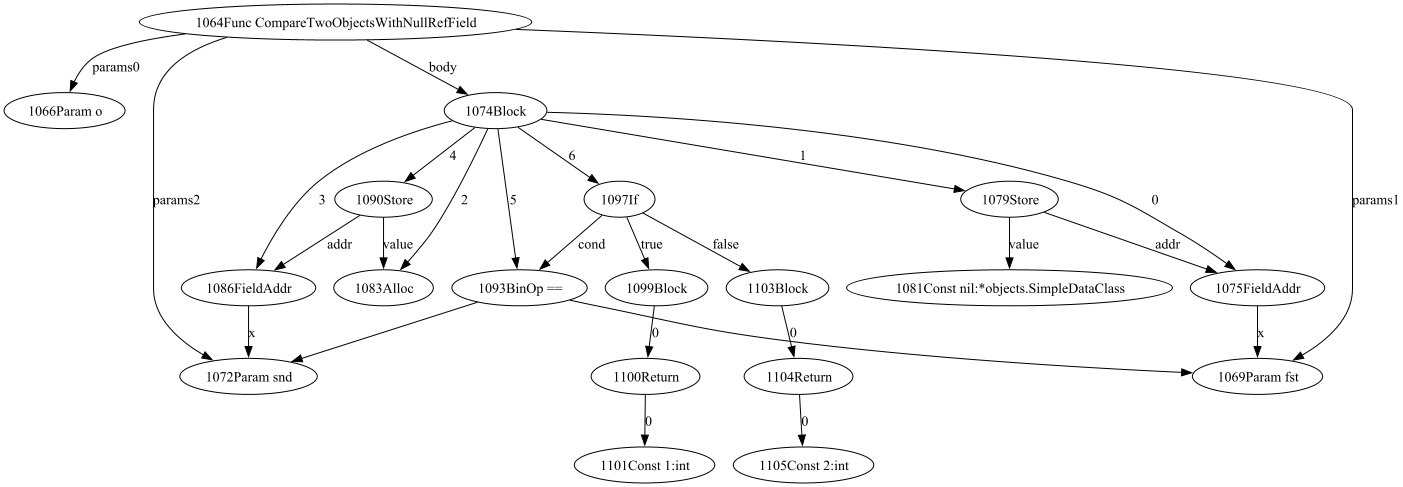 1064Func CompareTwoObjectsWithNullRefField
params0
body
1066Param o
1074Block
4
6
1
params2
3
1090Store
2
5
1097If
1079Store
0
params1
addr
value
cond
true
false
value
addr
1086FieldAddr
1083Alloc
1093BinOp ==
1099Block
1103Block
1081Const nil:*objects.SimpleDataClass
1075FieldAddr
x
0
0
x
1072Param snd
1100Return
1104Return
1069Param fst
0
0
1101Const 1:int
1105Const 2:int